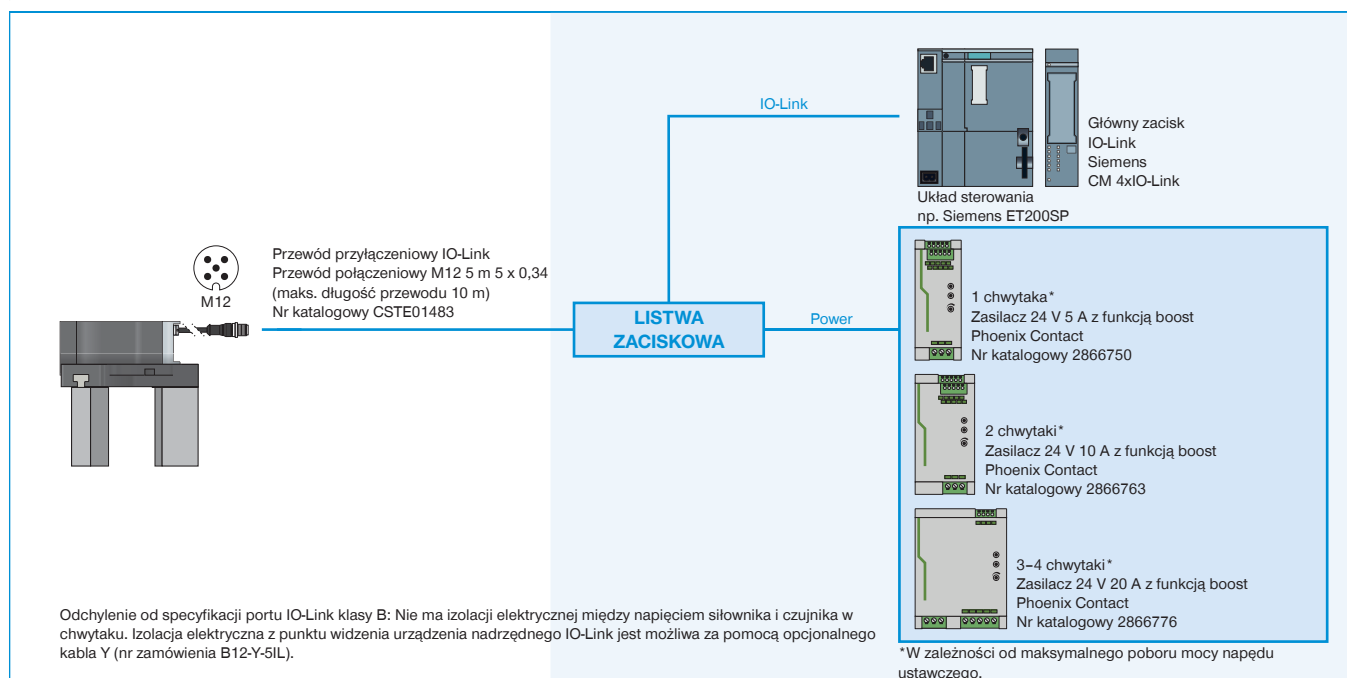 IO-Link
Główny zacisk
IO-Link
Siemens
CM 4xIO-Link
Układ sterowania
np. Siemens ET200SP
M12
Przewód przyłączeniowy IO-Link
Przewód połączeniowy M12 5 m 5 x 0,34
(maks. długość przewodu 10 m)
Nr katalogowy CSTE01483
LISTWA
ZACISKOWA
Power
1 chwytaka*
Zasilacz 24 V 5 A z funkcją boost
Phoenix Contact
Nr katalogowy 2866750
2 chwytaki*
Zasilacz 24 V 10 A z funkcją boost
Phoenix Contact
Nr katalogowy 2866763
3–4 chwytaki*
Zasilacz 24 V 20 A z funkcją boost
Phoenix Contact
Nr katalogowy 2866776
Odchylenie od specyfikacji portu IO-Link klasy B: Nie ma izolacji elektrycznej między napięciem siłownika i czujnika w
chwytaku. Izolacja elektryczna z punktu widzenia urządzenia nadrzędnego IO-Link jest możliwa za pomocą opcjonalnego
kabla Y (nr zamówienia B12-Y-5IL).
*W zależności od maksymalnego poboru mocy napędu
ustawczego.